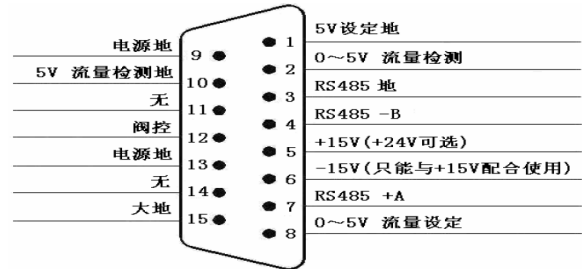 电源地 9
5V 流量检测地 10
无 11
阀控 12
电源地 13
无 14
大地 15
1 5V设定地
2 0～5V 流量检测
3 RS485 地
4 RS485 -B
5 +15V(+24V可选)
6 -15V(只能与+15V配合使用)
7 RS485 +A
8 0～5V 流量设定